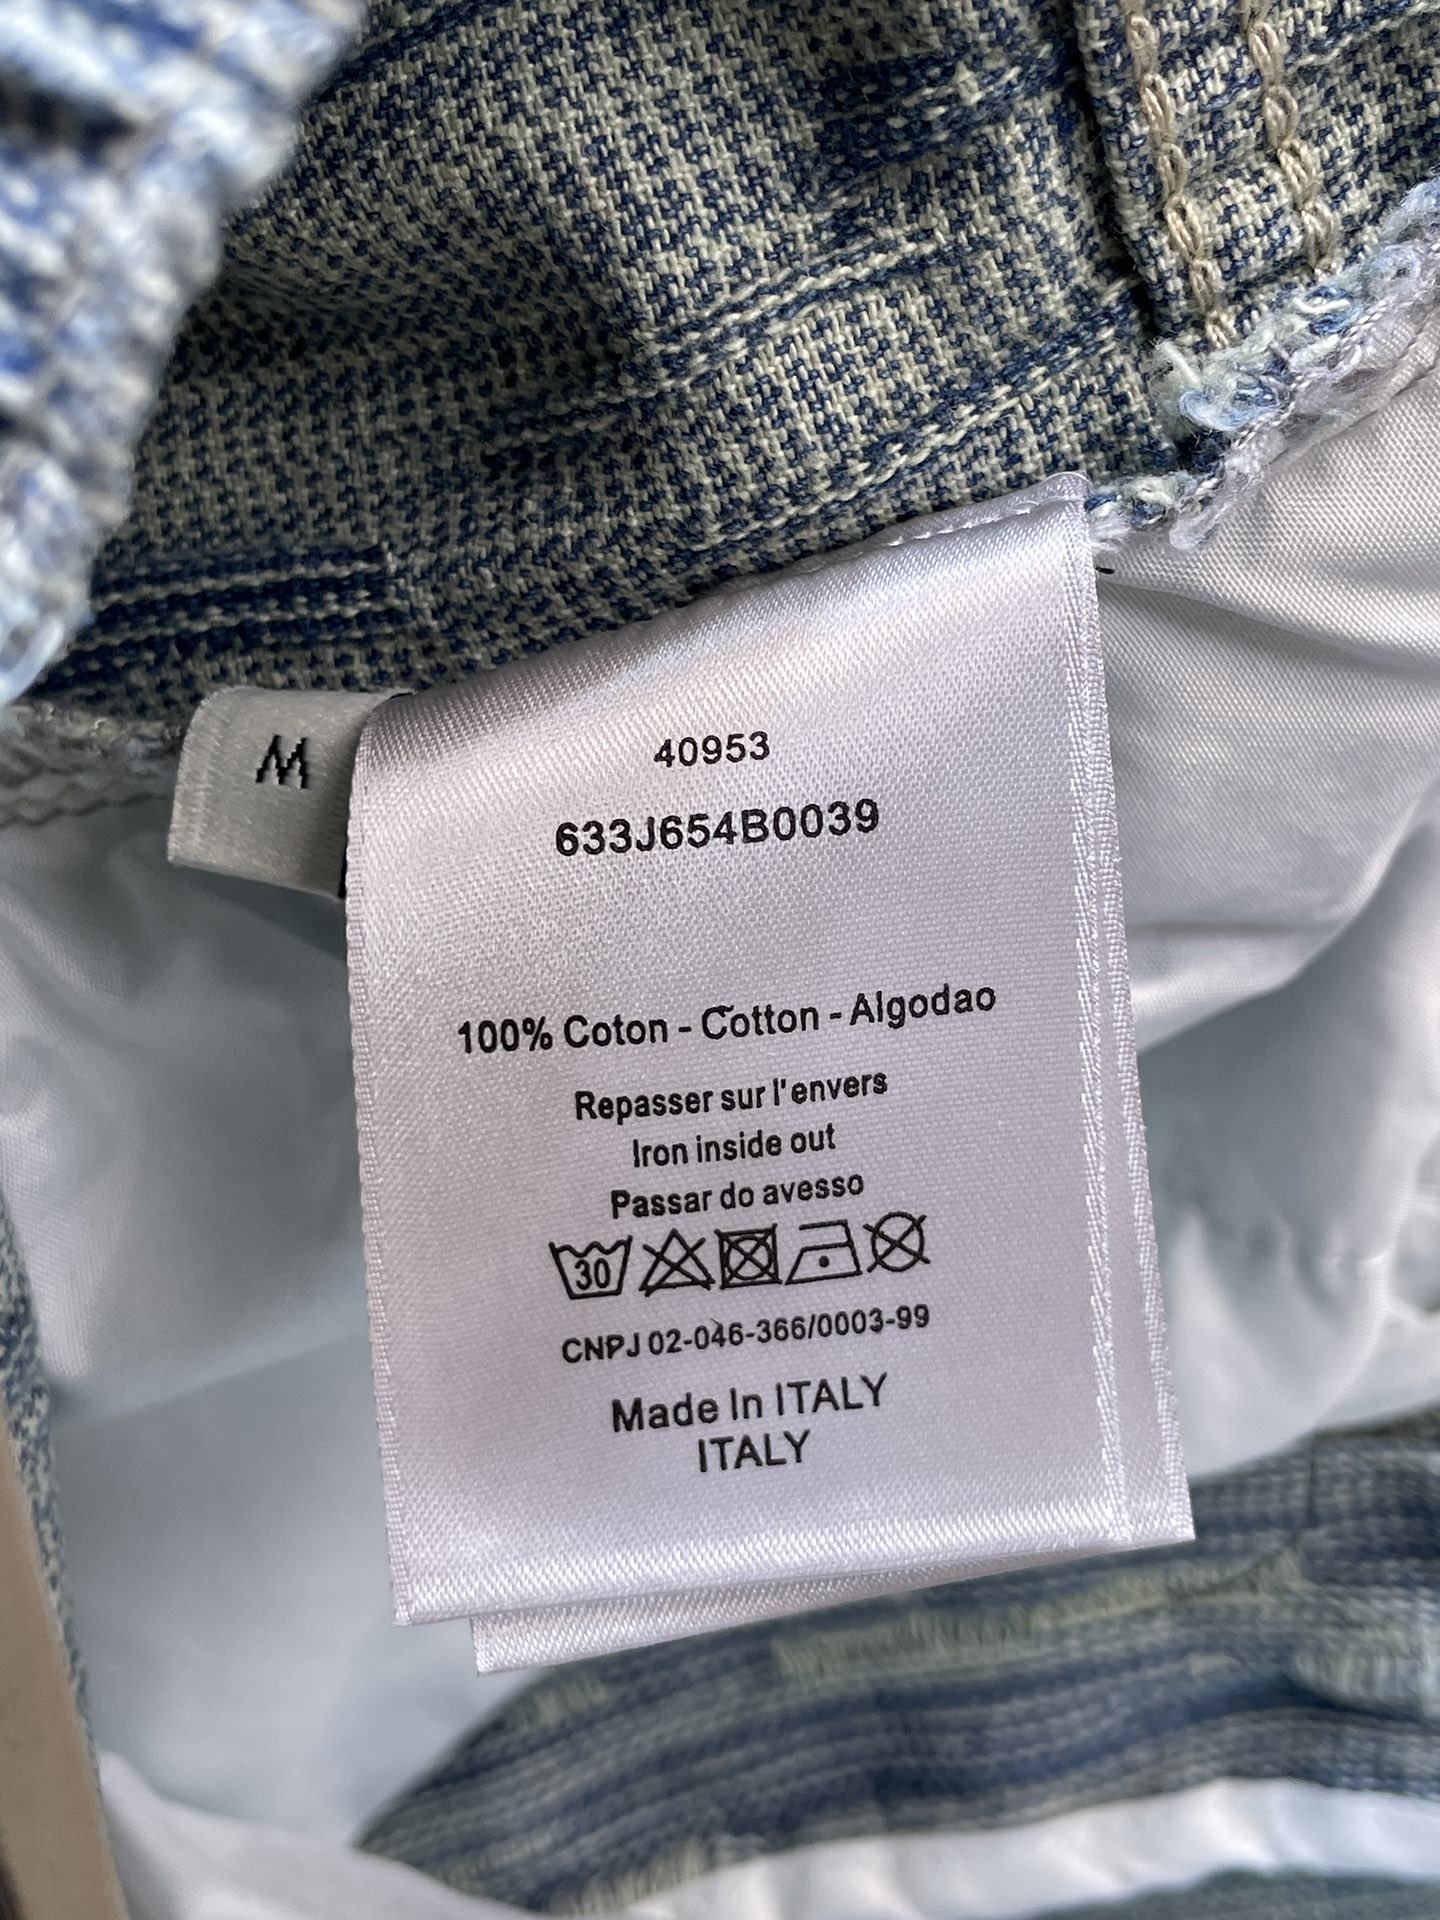 M
40953
633J654B0039
100% Coton - Cotton - Algodao
Repasser sur l'envers
Iron inside out
Passar do avesso
30
CNPJ 02-046-366/0003-99
Made In ITALY
ITALY